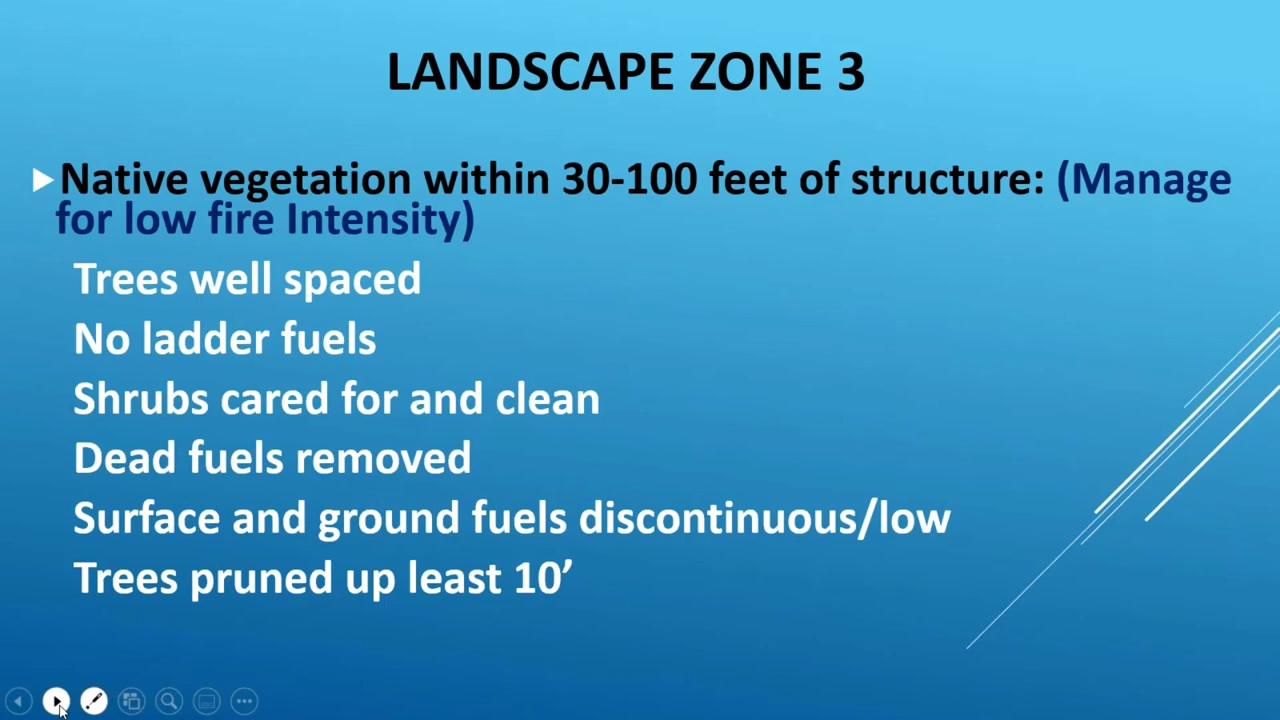 LANDSCAPE ZONE 3
Native vegetation within 30-100 feet of structure: (Manage
for low fire Intensity)
Trees well spaced
No ladder fuels
Shrubs cared for and clean
Dead fuels removed
Surface and ground fuels discontinuous/low
Trees pruned up least 10’